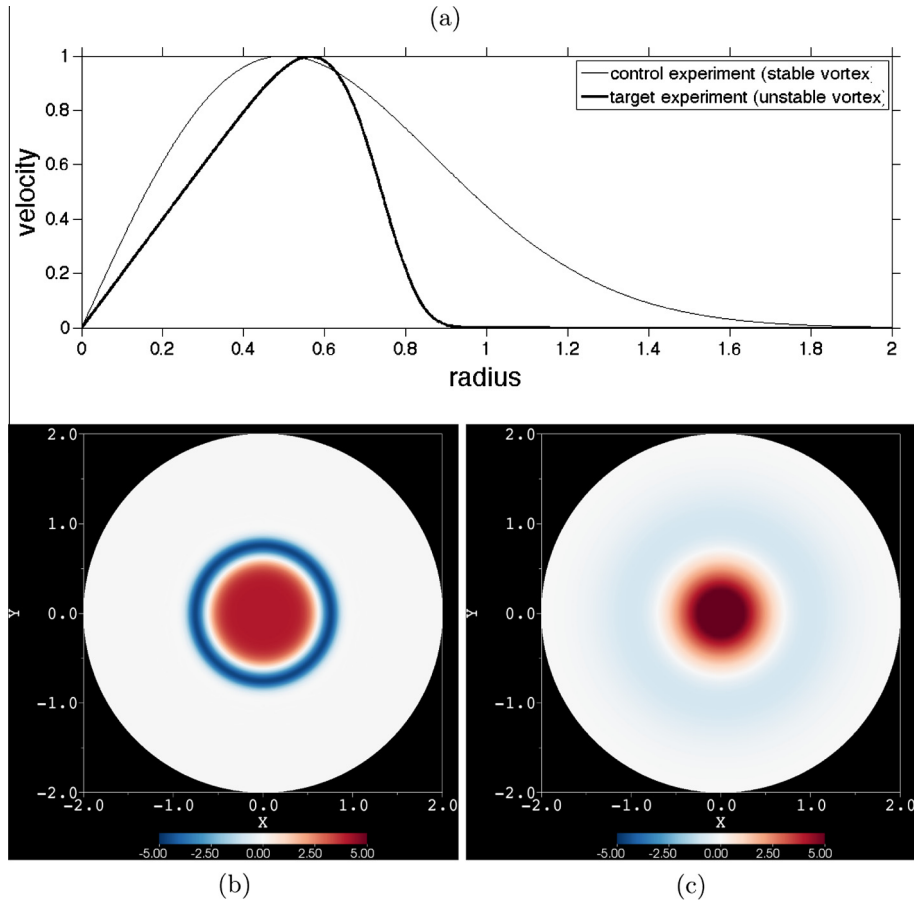 (a)
1
0.8
0.6
0.4
0.2
0
velocity
control experiment (stable vortex)
target experiment (unstable vortex)
0 0.2 0.4 0.6 0.8 1 1.2 1.4 1.6 1.8 2
radius
2.0
1.0
0.0
-1.0
-2.0
Y
-2.0 -1.0 0.0 1.0 2.0
X
-5.00 -2.50 0.00 2.50 5.00
(b)
2.0
1.0
0.0
-1.0
-2.0
Y
-2.0 -1.0 0.0 1.0 2.0
X
-5.00 -2.50 0.00 2.50 5.00
(c)